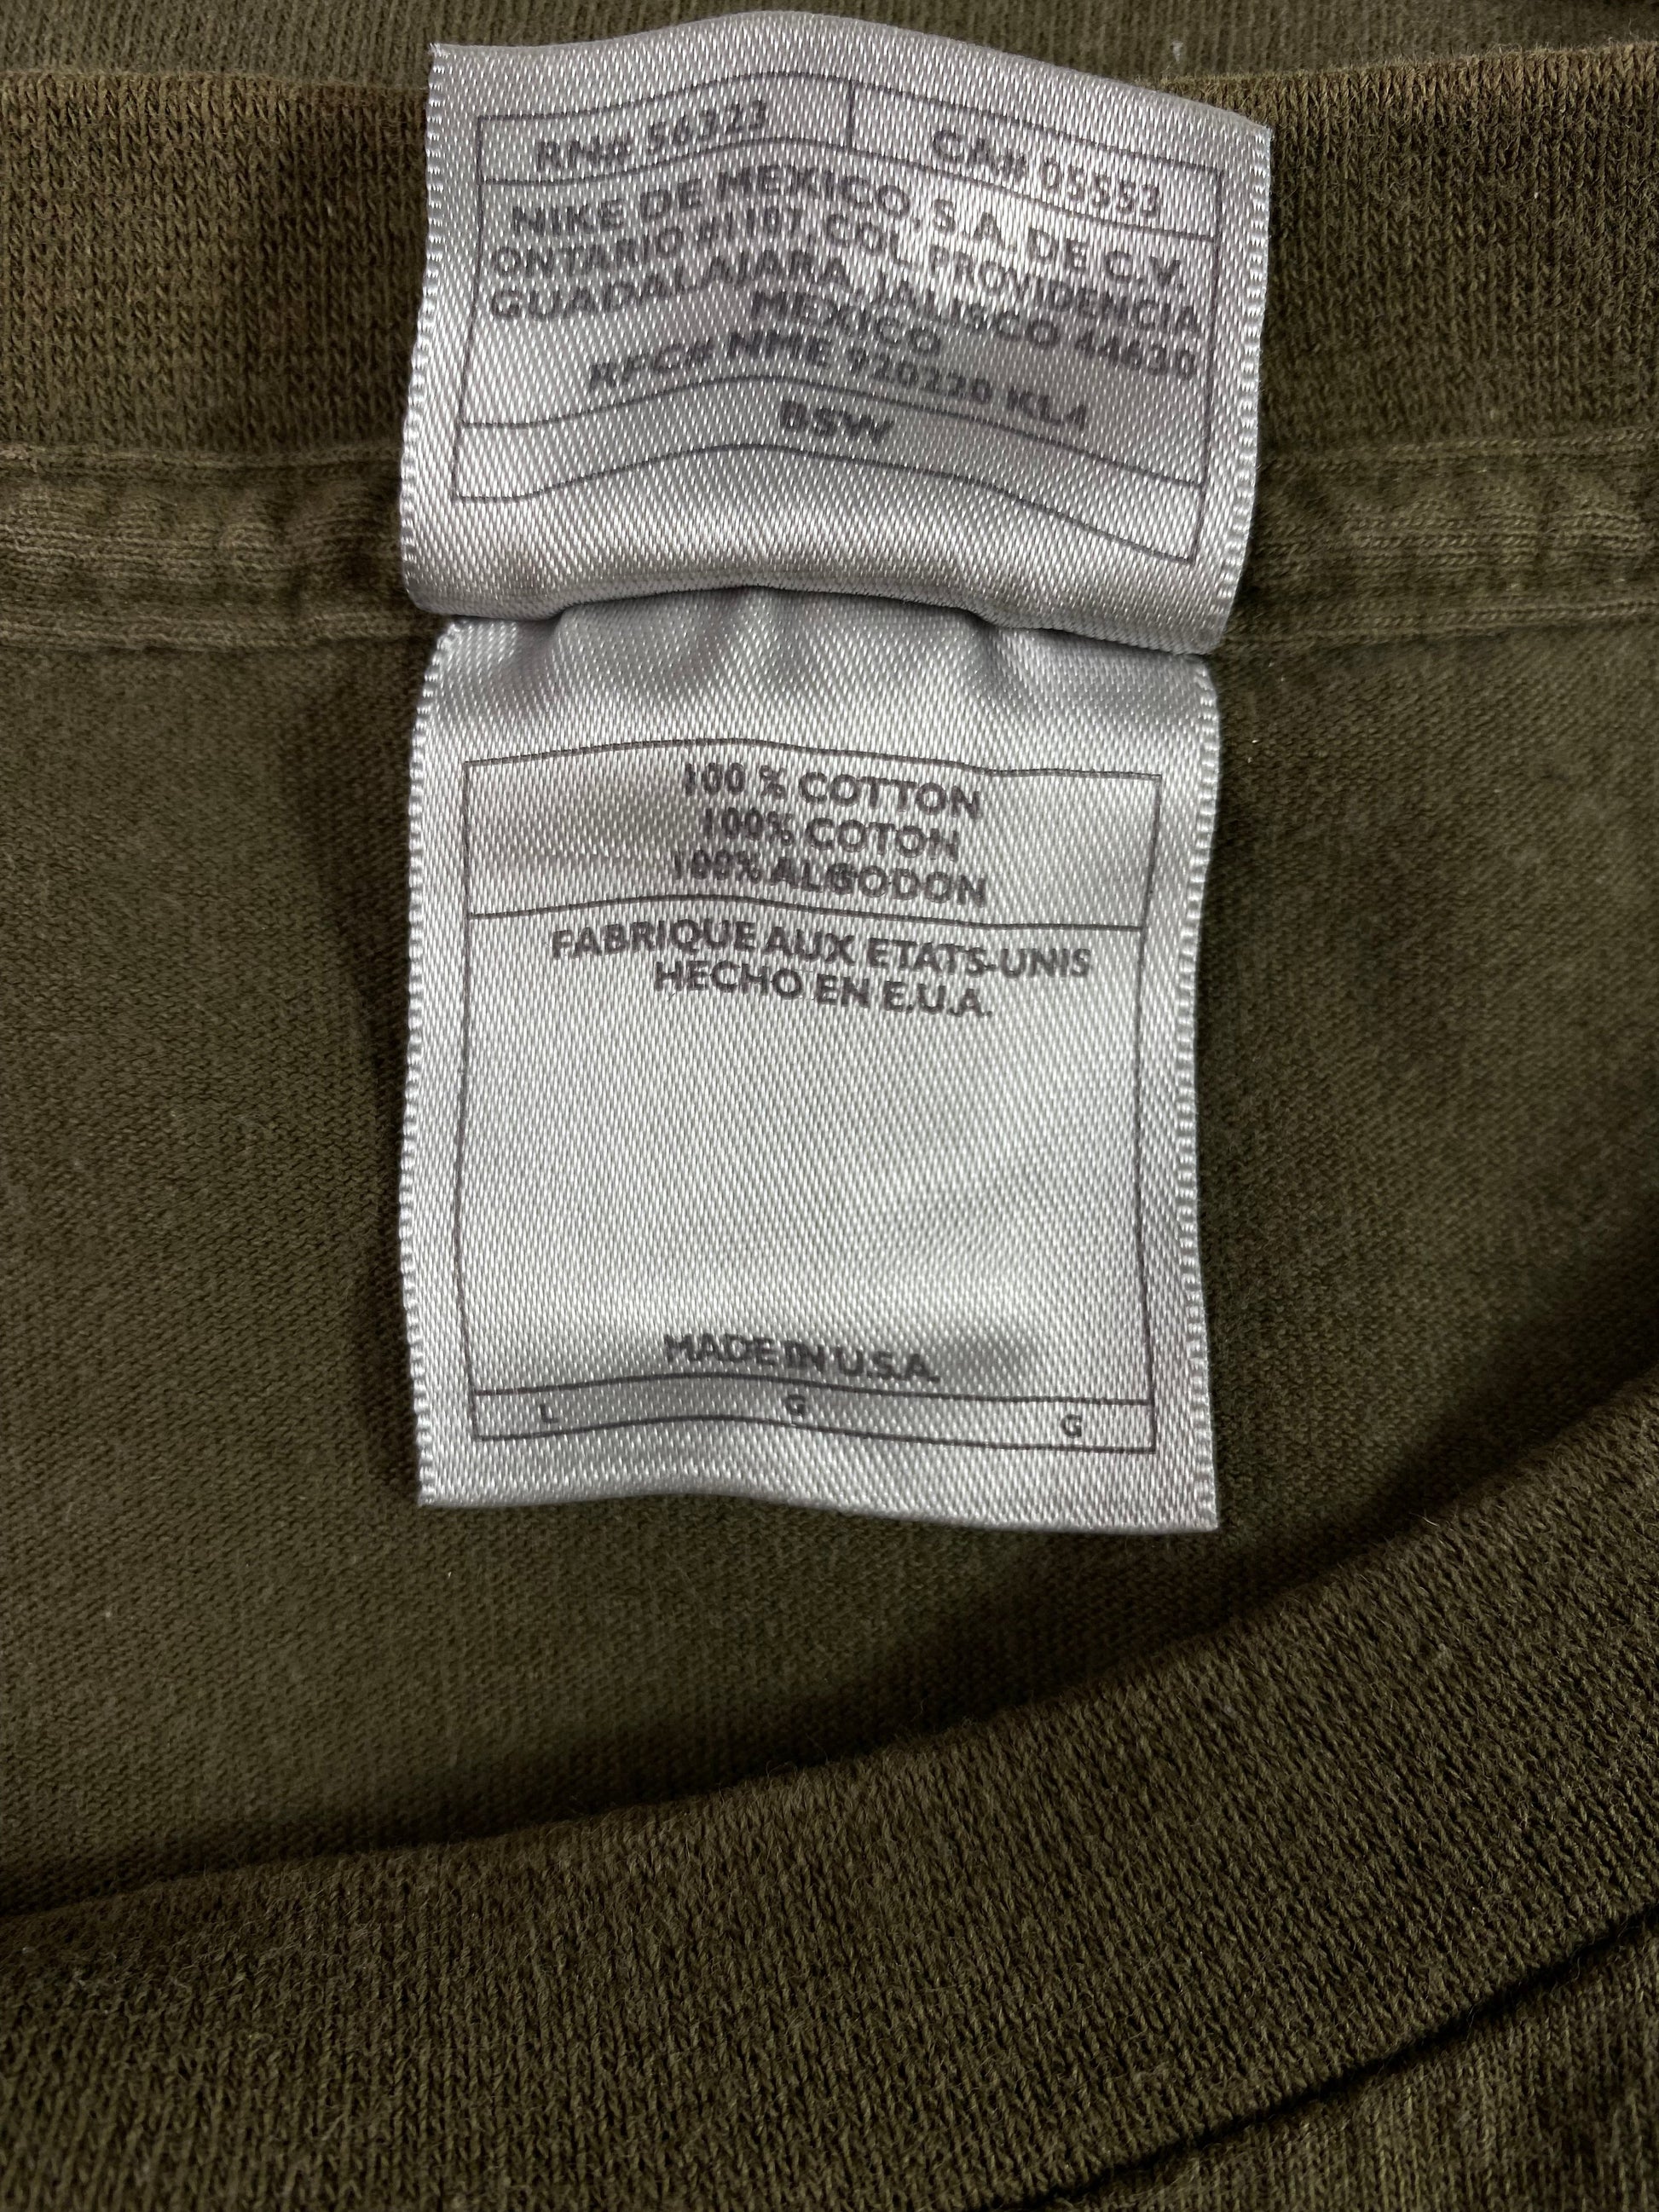 RN# 56323 CA# 05553
NIKE DE MEXICO, S.A. DE C.V.
ONTARIO #1107, COL. PROVIDENCIA
GUADALAJARA, JALISCO 44630
MEXICO
RFC# NME 920220 KL4
BSW
100 % COTTON
100% COTON
100% ALGODON
FABRIQUE AUX ETATS-UNIS
HECHO EN E.U.A.
MADE IN U.S.A.
L G G